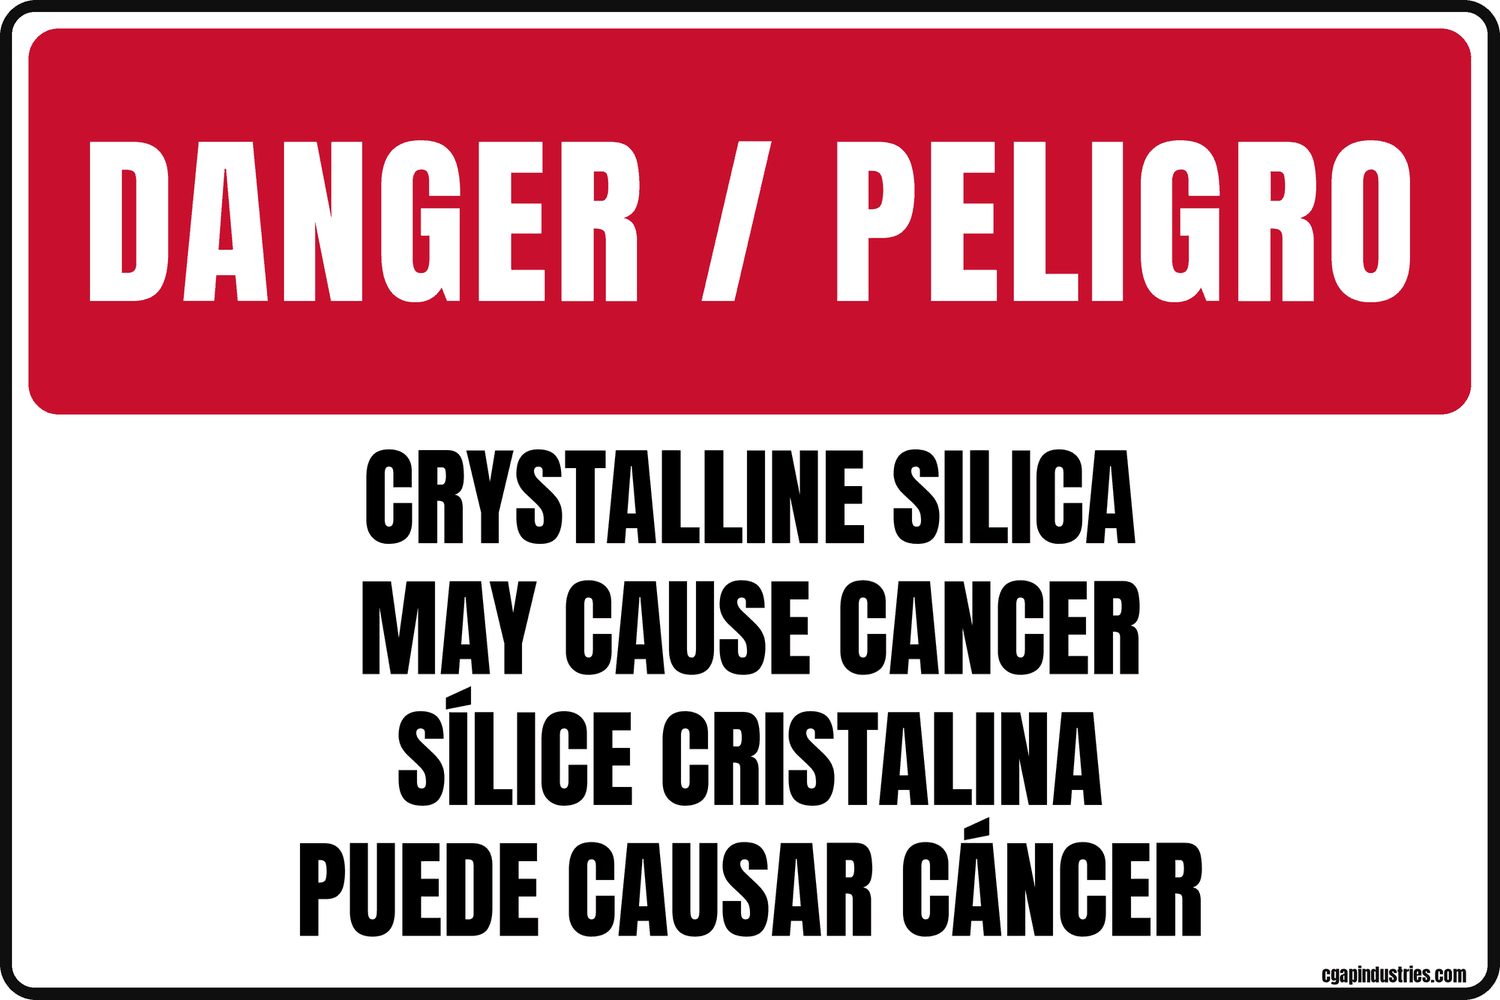 DANGER / PELIGRO
CRYSTALLINE SILICA
MAY CAUSE CANCER
SÍLICE CRISTALINA
PUEDE CAUSAR CÁNCER
cgapindustries.com